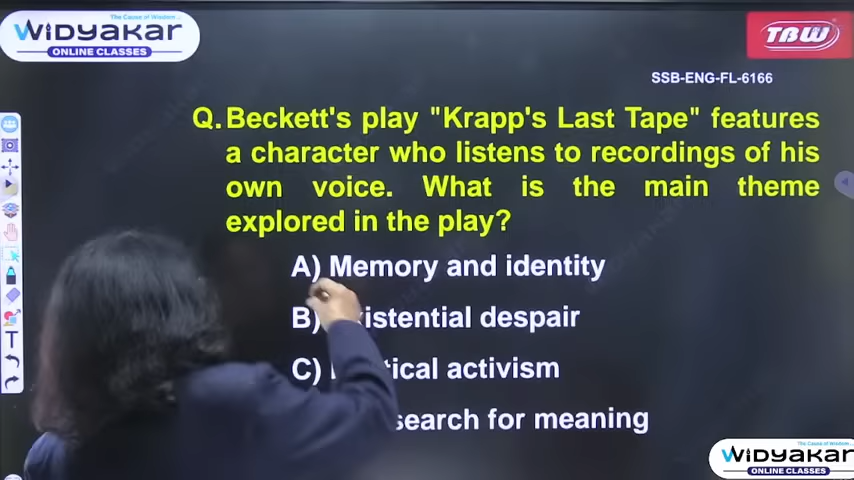 The Cause of Wisdom...
WIDYAKAR
ONLINE CLASSES
TBW
SSB-ENG-FL-6166
Q. Beckett's play "Krapp's Last Tape" features
a character who listens to recordings of his
own voice. What is the main theme
explored in the play?
A) Memory and identity
B) despair
C) activism
search for meaning
T
The Cause of Wisdom...
WIDYAKAR
ONLINE CLASSES